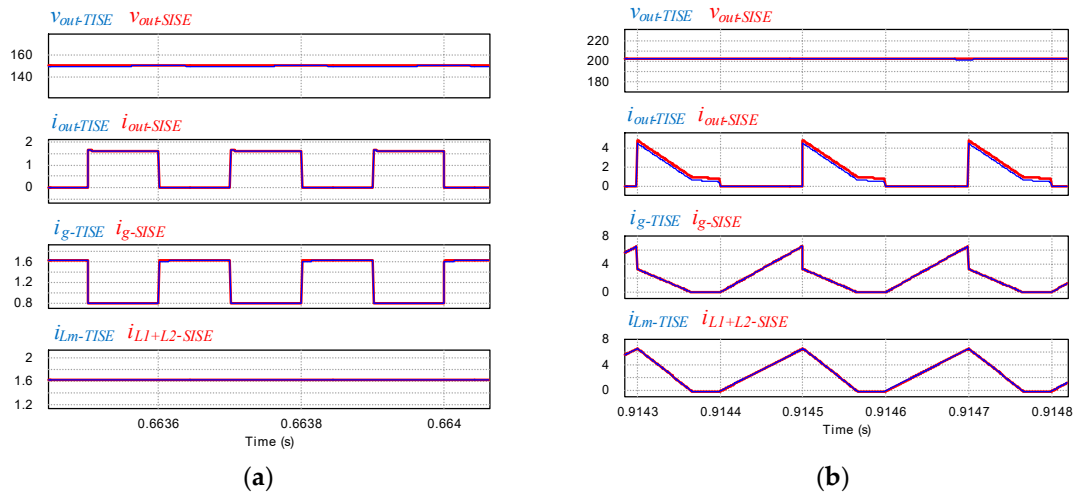 vout-TISE vout-SISE
160
140
iout-TISE iout-SISE
2
1
0
ig-TISE ig-SISE
1.6
1.2
0.8
iLm-TISE iL1+L2-SISE
2
1.6
1.2
0.6636 0.6638 0.664
Time (s)
(a)
vout-TISE vout-SISE
220
200
180
iout-TISE iout-SISE
4
2
0
ig-TISE ig-SISE
8
4
0
iLm-TISE iL1+L2-SISE
8
4
0
0.9143 0.9144 0.9145 0.9146 0.9147 0.9148
Time (s)
(b)